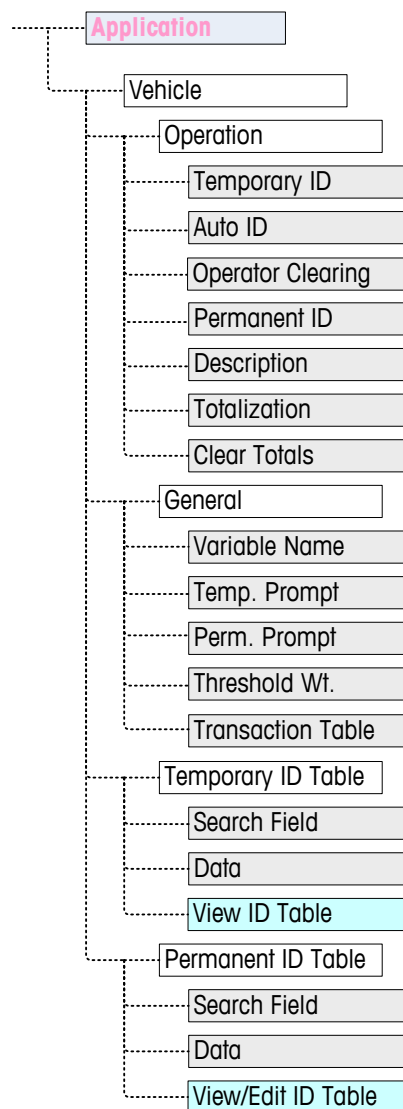 Application
Vehicle
Operation
Temporary ID
Auto ID
Operator Clearing
Permanent ID
Description
Totalization
Clear Totals
General
Variable Name
Temp. Prompt
Perm. Prompt
Threshold Wt.
Transaction Table
Temporary ID Table
Search Field
Data
View ID Table
Permanent ID Table
Search Field
Data
View/Edit ID Table